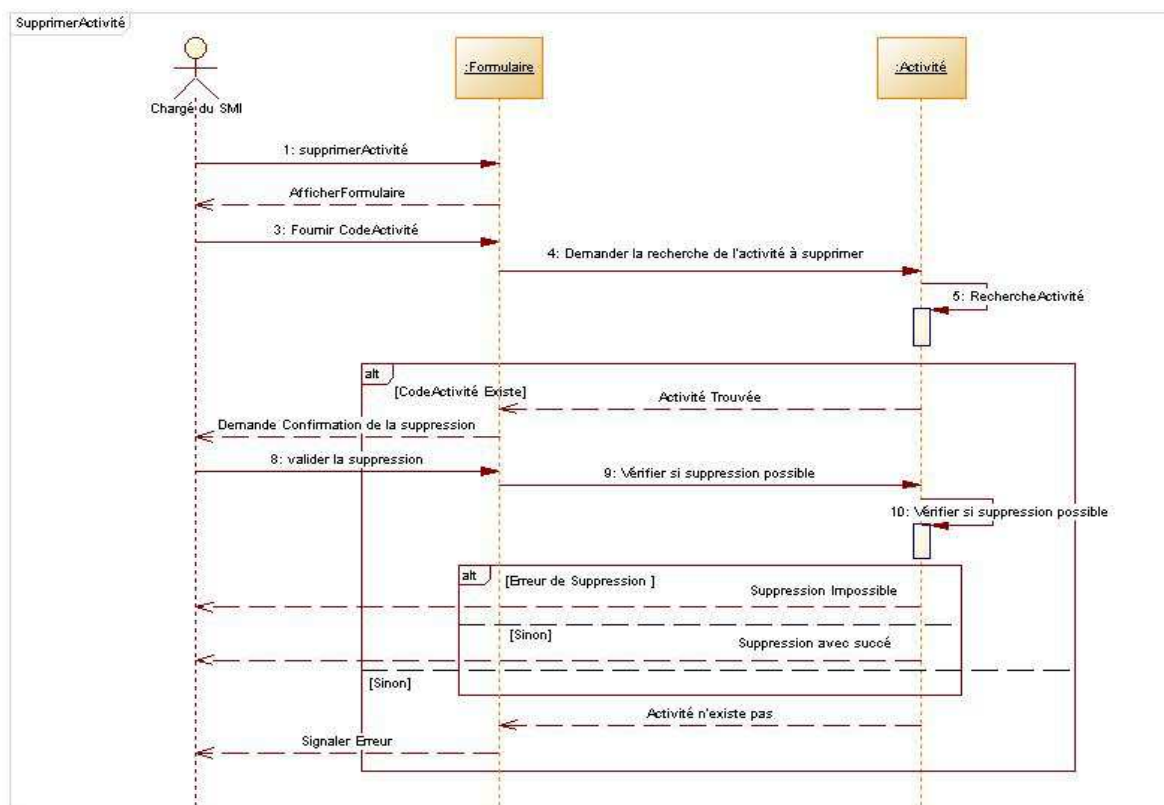 SupprimerActivité
:Formulaire
:Activité
Chargé du SMI
1: supprimerActivité
AfficherFormulaire
3: Fournir CodeActivité
4: Demander la recherche de l'activité à supprimer
5: RechercheActivité
alt
[CodeActivité Existe]
Activité Trouvée
Demande Confirmation de la suppression
8: valider la suppression
9: Vérifier si suppression possible
10: Vérifier si suppression possible
alt
[Erreur de Suppression ]
Suppression Impossible
[Sinon]
Suppression avec succé
[Sinon]
Activité n'existe pas
Signaler Erreur